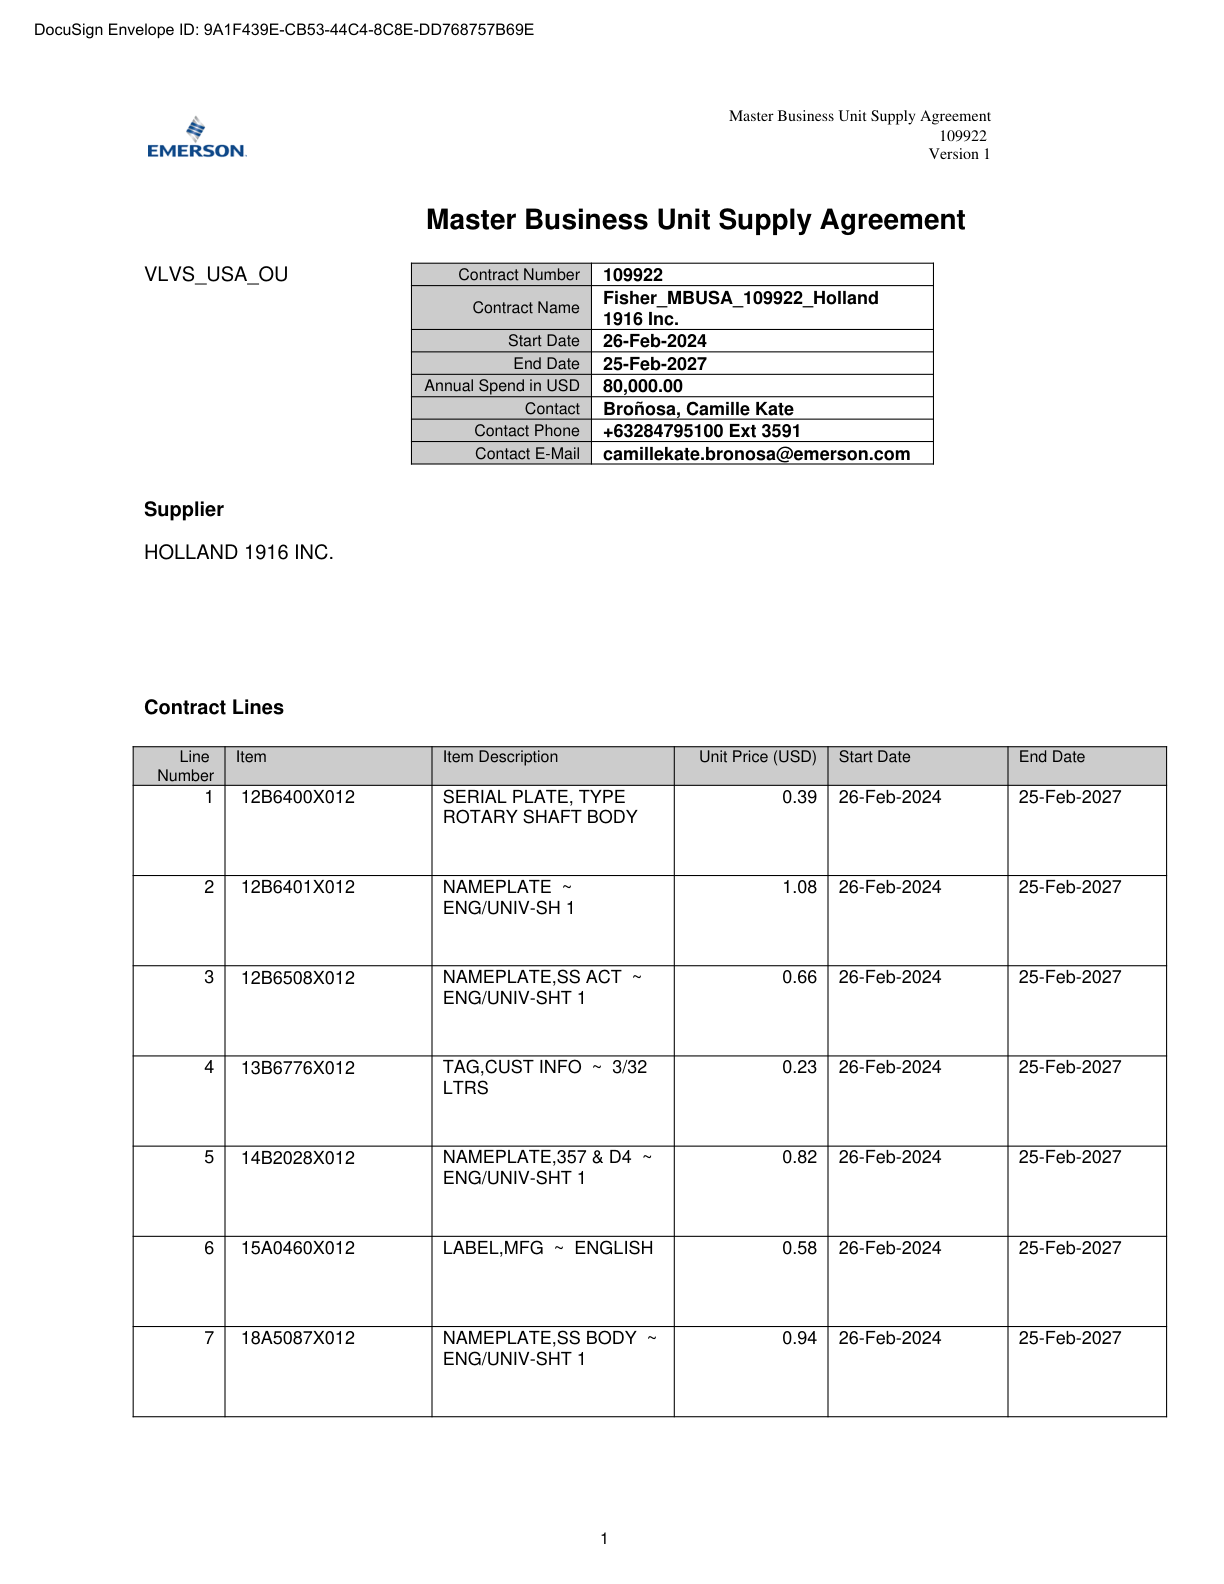 DocuSign Envelope ID: 9A1F439E-CB53-44C4-8C8E-DD768757B69E
EMERSON.
Master Business Unit Supply Agreement
109922
Version 1
Master Business Unit Supply Agreement
VLVS_USA_OU
Contract Number 109922
Contract Name Fisher_MBUSA_109922_Holland
1916 Inc.
Start Date 26-Feb-2024
End Date 25-Feb-2027
Annual Spend in USD 80,000.00
Contact Broñosa, Camille Kate
Contact Phone +63284795100 Ext 3591
Contact E-Mail camillekate.bronosa@emerson.com
Supplier
HOLLAND 1916 INC.
Contract Lines
Line Item Item Description Unit Price (USD) Start Date End Date
Number
1 12B6400X012 SERIAL PLATE, TYPE 0.39 26-Feb-2024 25-Feb-2027
ROTARY SHAFT BODY
2 12B6401X012 NAMEPLATE ~ 1.08 26-Feb-2024 25-Feb-2027
ENG/UNIV-SH 1
3 12B6508X012 NAMEPLATE,SS ACT ~ 0.66 26-Feb-2024 25-Feb-2027
ENG/UNIV-SHT 1
4 13B6776X012 TAG,CUST INFO ~ 3/32 0.23 26-Feb-2024 25-Feb-2027
LTRS
5 14B2028X012 NAMEPLATE,357 & D4 ~ 0.82 26-Feb-2024 25-Feb-2027
ENG/UNIV-SHT 1
6 15A0460X012 LABEL,MFG ~ ENGLISH 0.58 26-Feb-2024 25-Feb-2027
7 18A5087X012 NAMEPLATE,SS BODY ~ 0.94 26-Feb-2024 25-Feb-2027
ENG/UNIV-SHT 1
1